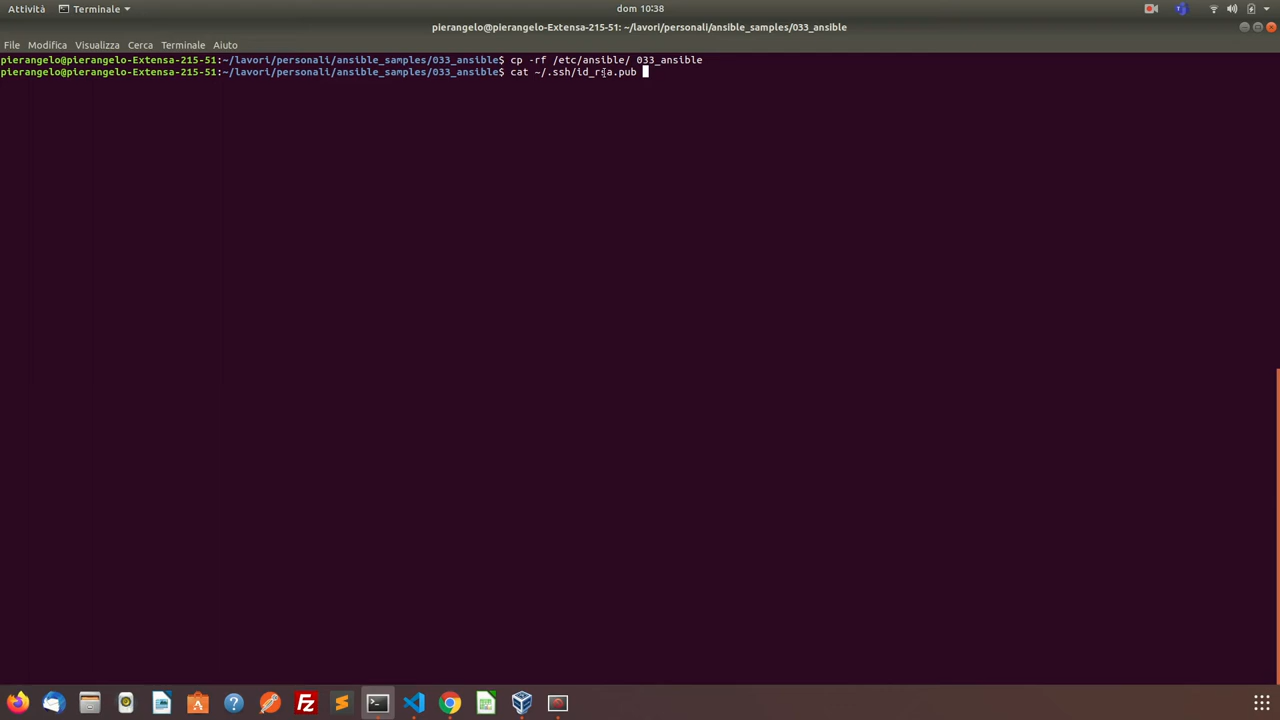 Attività
Terminale
dom 10:38
pierangelo@pierangelo-Extensa-215-51: ~/lavori/personali/ansible_samples/033_ansible
File Modifica Visualizza Cerca Terminale Aiuto
pierangelo@pierangelo-Extensa-215-51:~/lavori/personali/ansible_samples/033_ansible$ cp -rf /etc/ansible/ 033_ansible
pierangelo@pierangelo-Extensa-215-51:~/lavori/personali/ansible_samples/033_ansible$ cat ~/.ssh/id_rsa.pub